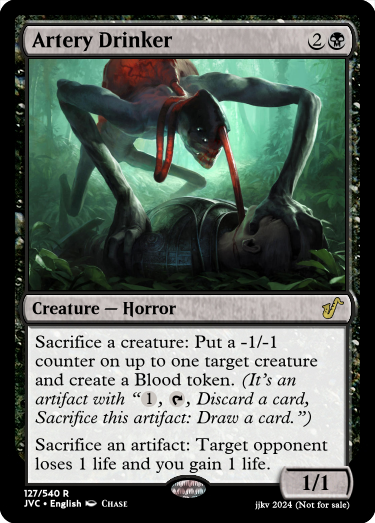 Artery Drinker 2
Creature — Horror
Sacrifice a creature: Put a -1/-1
counter on up to one target creature
and create a Blood token. (It's an
artifact with “1, , Discard a card,
Sacrifice this artifact: Draw a card.”)
Sacrifice an artifact: Target opponent
loses 1 life and you gain 1 life.
1/1
127/540 R
JVC • English CHASE
jjkv 2024 (Not for sale)